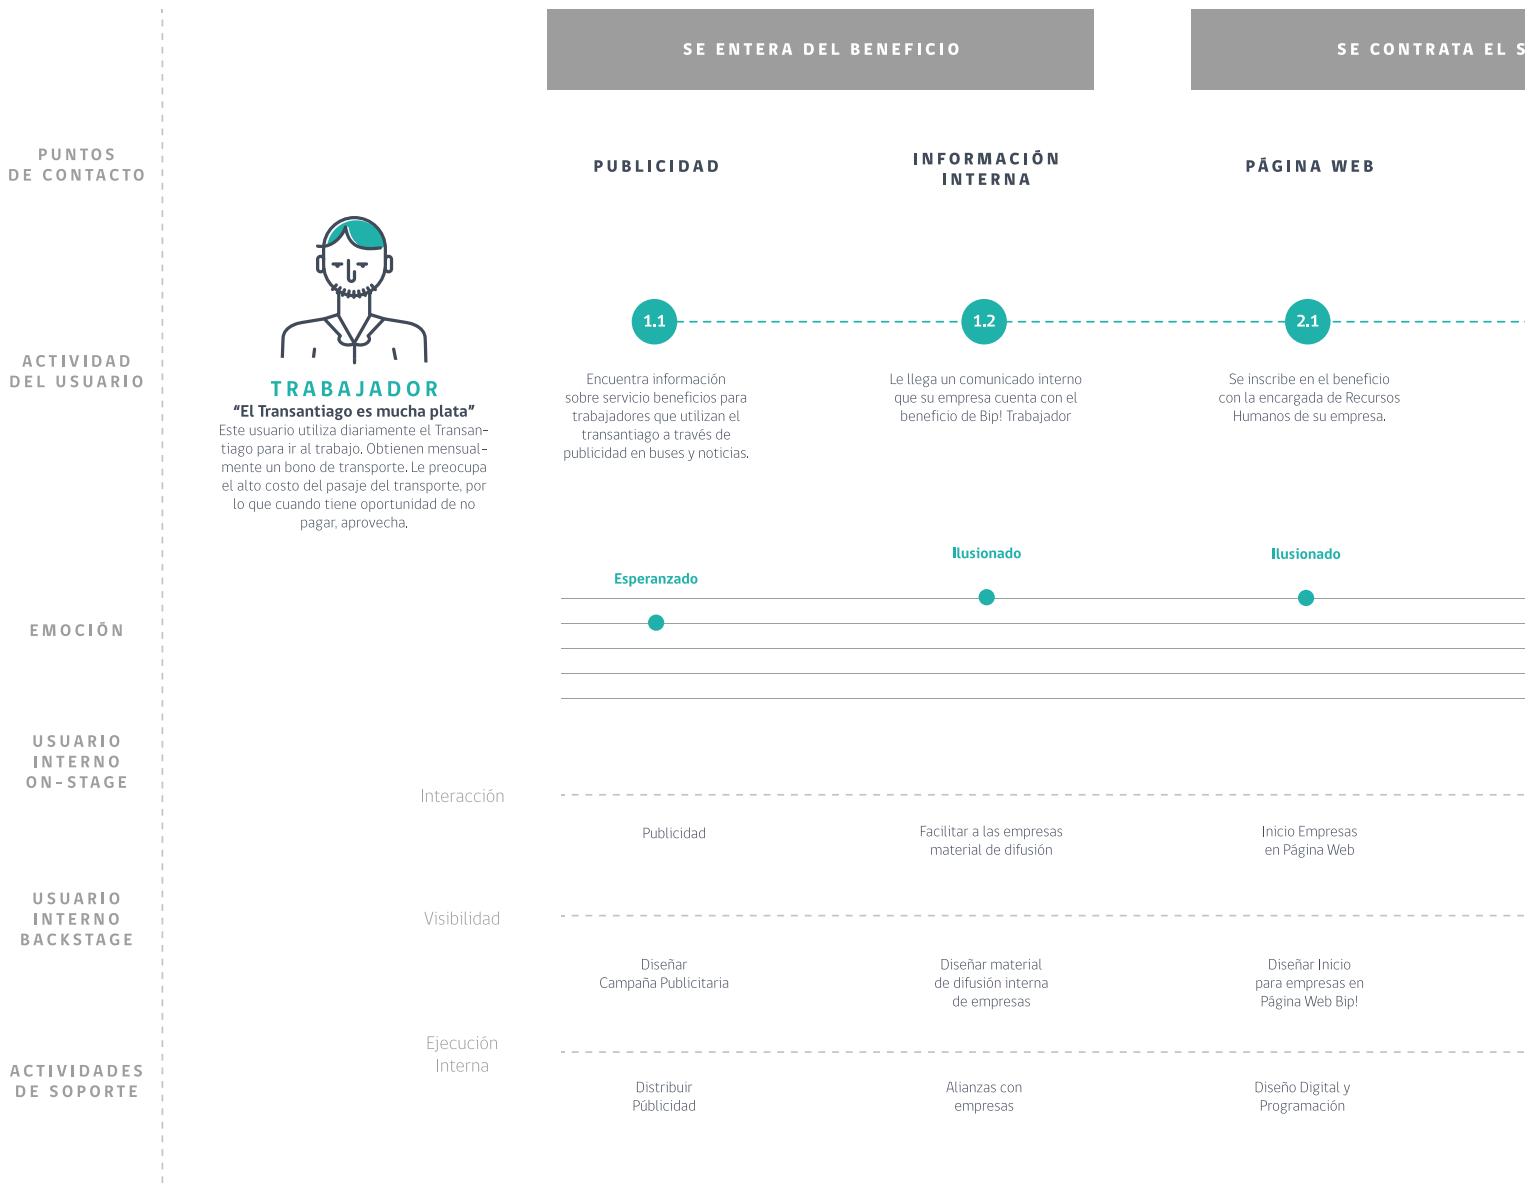 SE ENTERA DEL BENEFICIO
SE CONTRATA EL S
PUNTOS
DE CONTACTO
PUBLICIDAD
INFORMACIÓN
INTERNA
PÁGINA WEB
ACTIVIDAD
DEL USUARIO
TRABAJADOR
“El Transantiago es mucha plata”
Este usuario utiliza diariamente el Transan-
tiago para ir al trabajo. Obtienen mensual-
mente un bono de transporte. Le preocupa
el alto costo del pasaje del transporte, por
lo que cuando tiene oportunidad de no
pagar, aprovecha.
1.1
1.2
2.1
Encuentra información
sobre servicio beneficios para
trabajadores que utilizan el
transantiago a través de
publicidad en buses y noticias.
Le llega un comunicado interno
que su empresa cuenta con el
beneficio de Bip! Trabajador
Se inscribe en el beneficio
con la encargada de Recursos
Humanos de su empresa.
EMOCIÓN
Esperanzado
Ilusionado
Ilusionado
USUARIO
INTERNO
ON-STAGE
Interacción
Publicidad
Facilitar a las empresas
material de difusión
Inicio Empresas
en Página Web
USUARIO
INTERNO
BACKSTAGE
Visibilidad
Diseñar
Campaña Publicitaria
Diseñar material
de difusión interna
de empresas
Diseñar Inicio
para empresas en
Página Web Bip!
Ejecución
Interna
ACTIVIDADES
DE SOPORTE
Distribuir
Públicidad
Alianzas con
empresas
Diseño Digital y
Programación